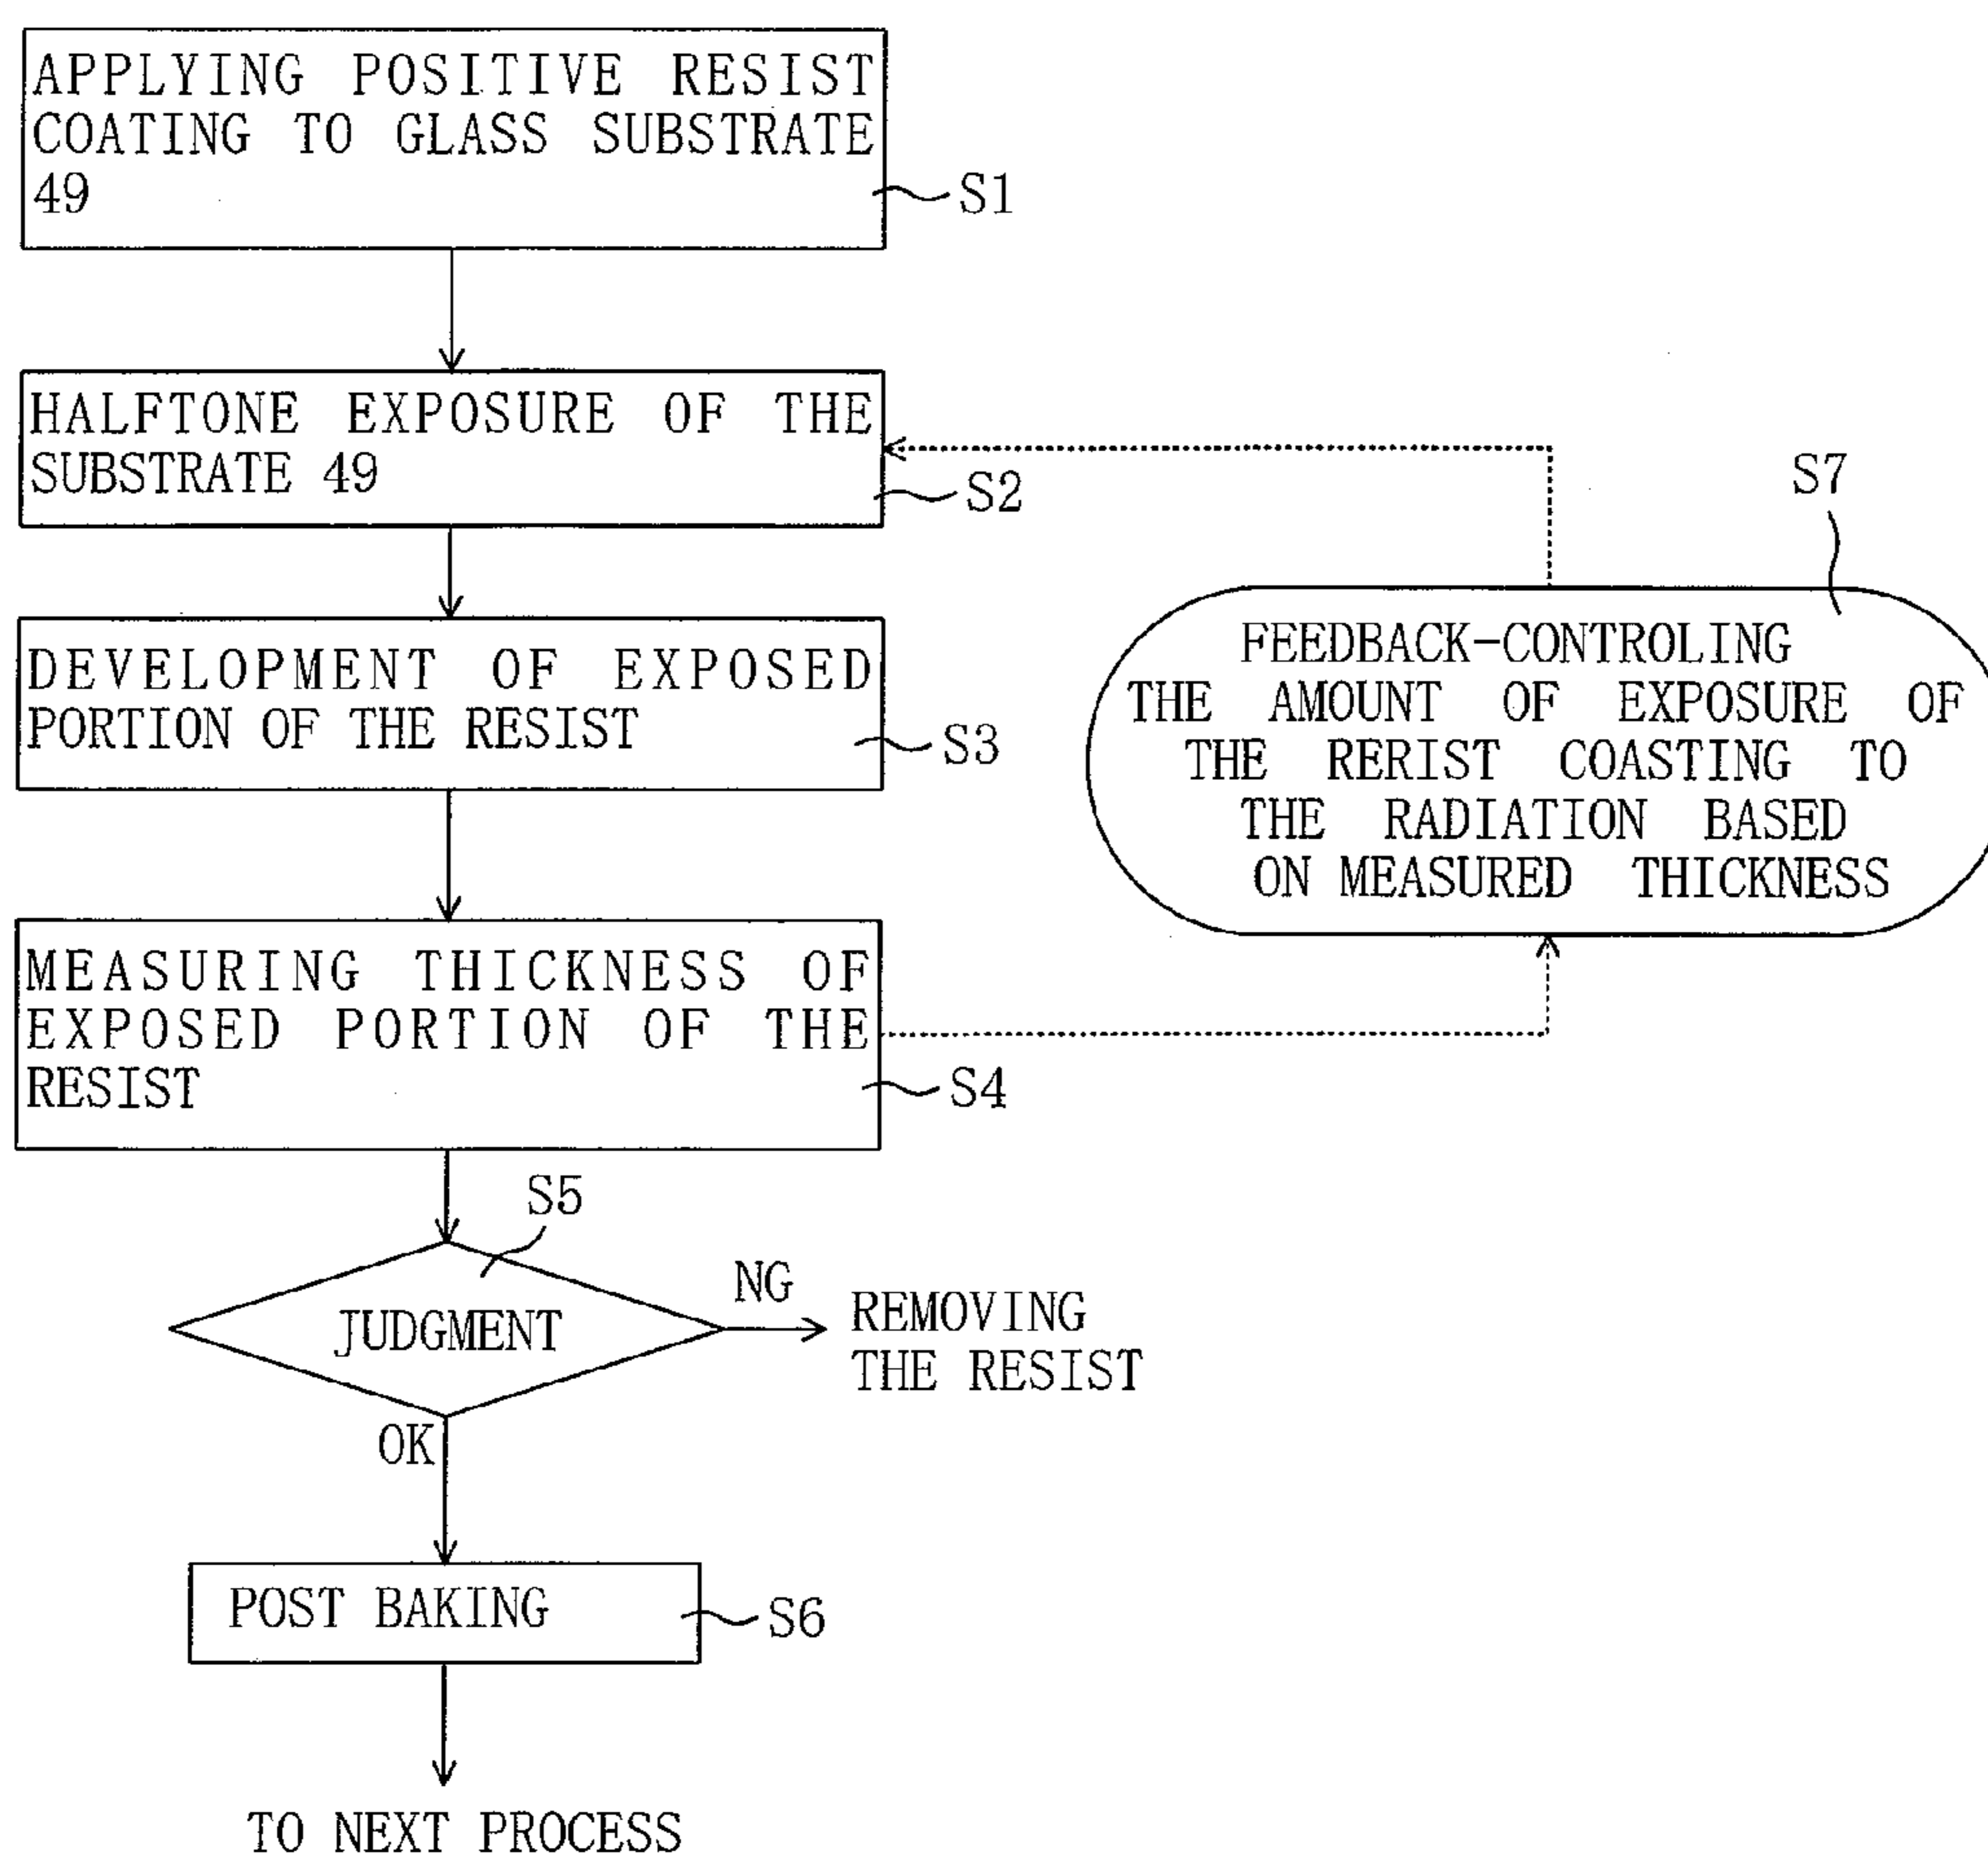 APPLYING POSITIVE RESIST
COATING TO GLASS SUBSTRATE
49
S1
HALFTONE EXPOSURE OF THE
SUBSTRATE 49
S2
DEVELOPMENT OF EXPOSED
PORTION OF THE RESIST
S3
S7
FEEDBACK-CONTROLING
THE AMOUNT OF EXPOSURE OF
THE RERIST COASTING TO
THE RADIATION BASED
ON MEASURED THICKNESS
MEASURING THICKNESS OF
EXPOSED PORTION OF THE
RESIST
S4
S5
JUDGMENT
NG
REMOVING
THE RESIST
OK
POST BAKING
S6
TO NEXT PROCESS